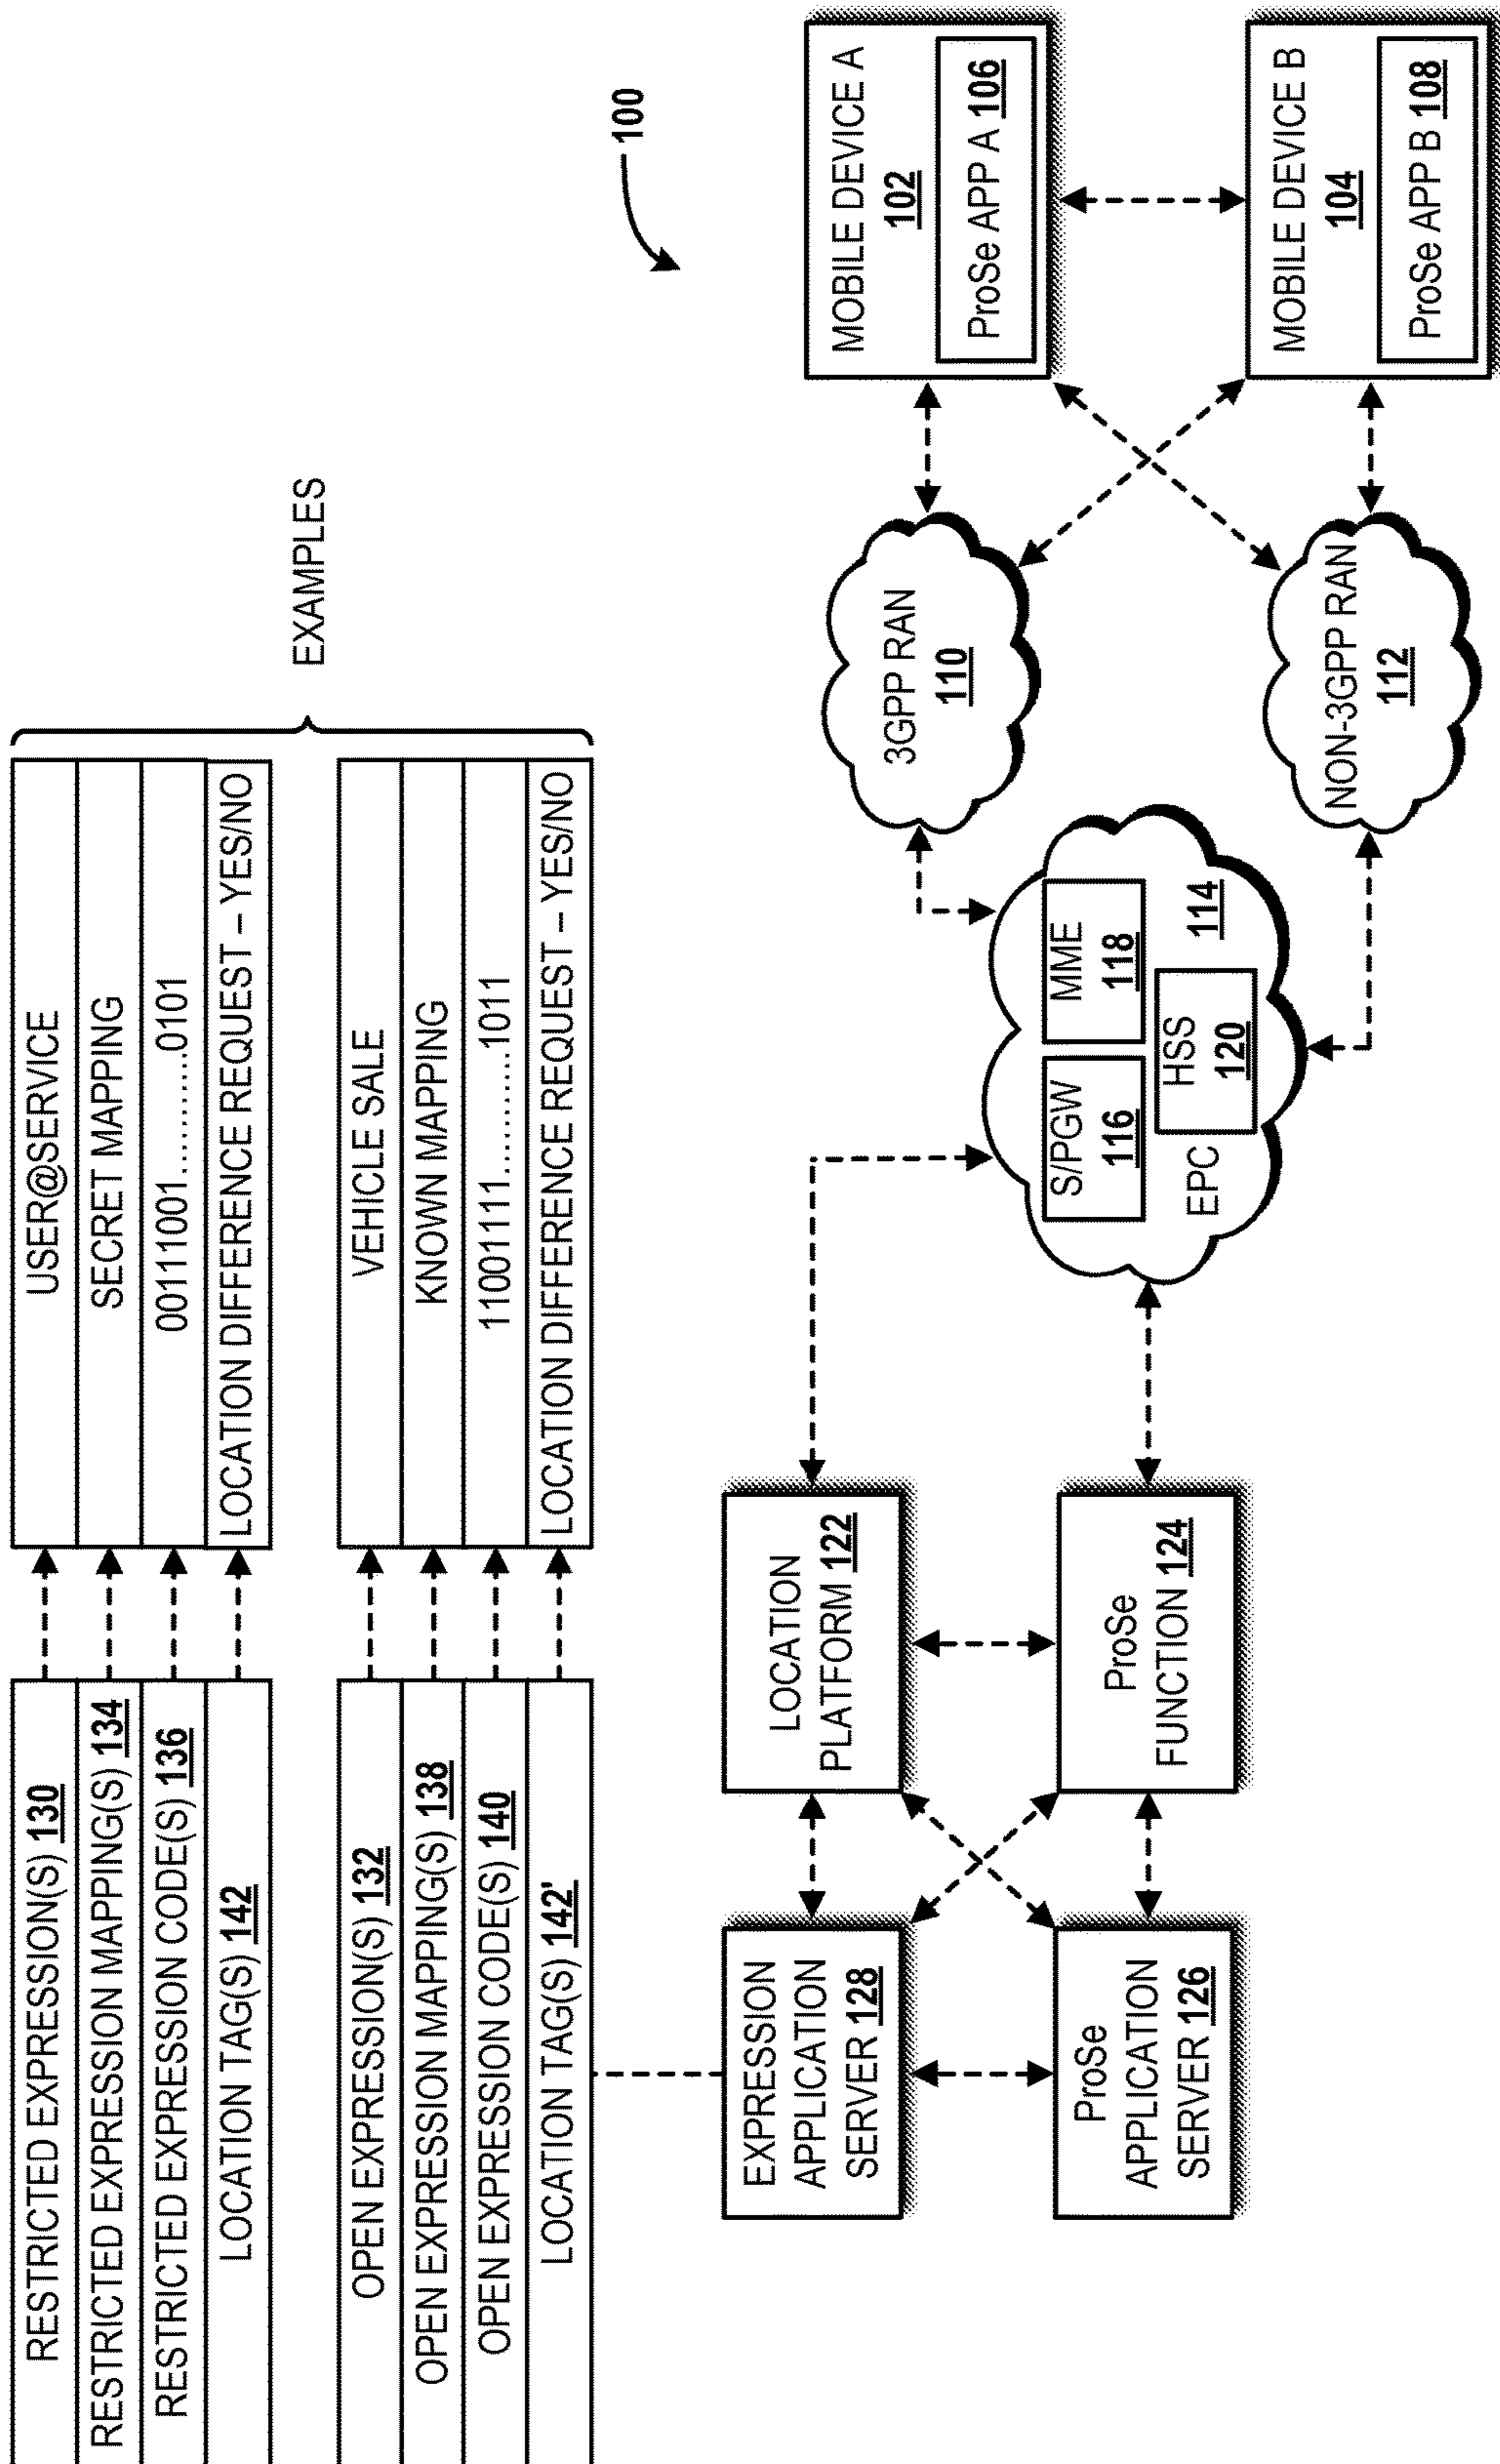 RESTRICTED EXPRESSION(S) 130
RESTRICTED EXPRESSION MAPPING(S) 134
RESTRICTED EXPRESSION CODE(S) 136
LOCATION TAG(S) 142
USER@SERVICE
SECRET MAPPING
00111001..........0101
LOCATION DIFFERENCE REQUEST – YES/NO
OPEN EXPRESSION(S) 132
OPEN EXPRESSION MAPPING(S) 138
OPEN EXPRESSION CODE(S) 140
LOCATION TAG(S) 142'
VEHICLE SALE
KNOWN MAPPING
11001111..........1011
LOCATION DIFFERENCE REQUEST – YES/NO
EXAMPLES
100
EXPRESSION
APPLICATION
SERVER 128
LOCATION
PLATFORM 122
ProSe
APPLICATION
SERVER 126
ProSe
FUNCTION 124
S/PGW
116
MME
118
HSS
120
EPC
114
3GPP RAN
110
NON-3GPP RAN
112
MOBILE DEVICE A
102
ProSe APP A 106
MOBILE DEVICE B
104
ProSe APP B 108